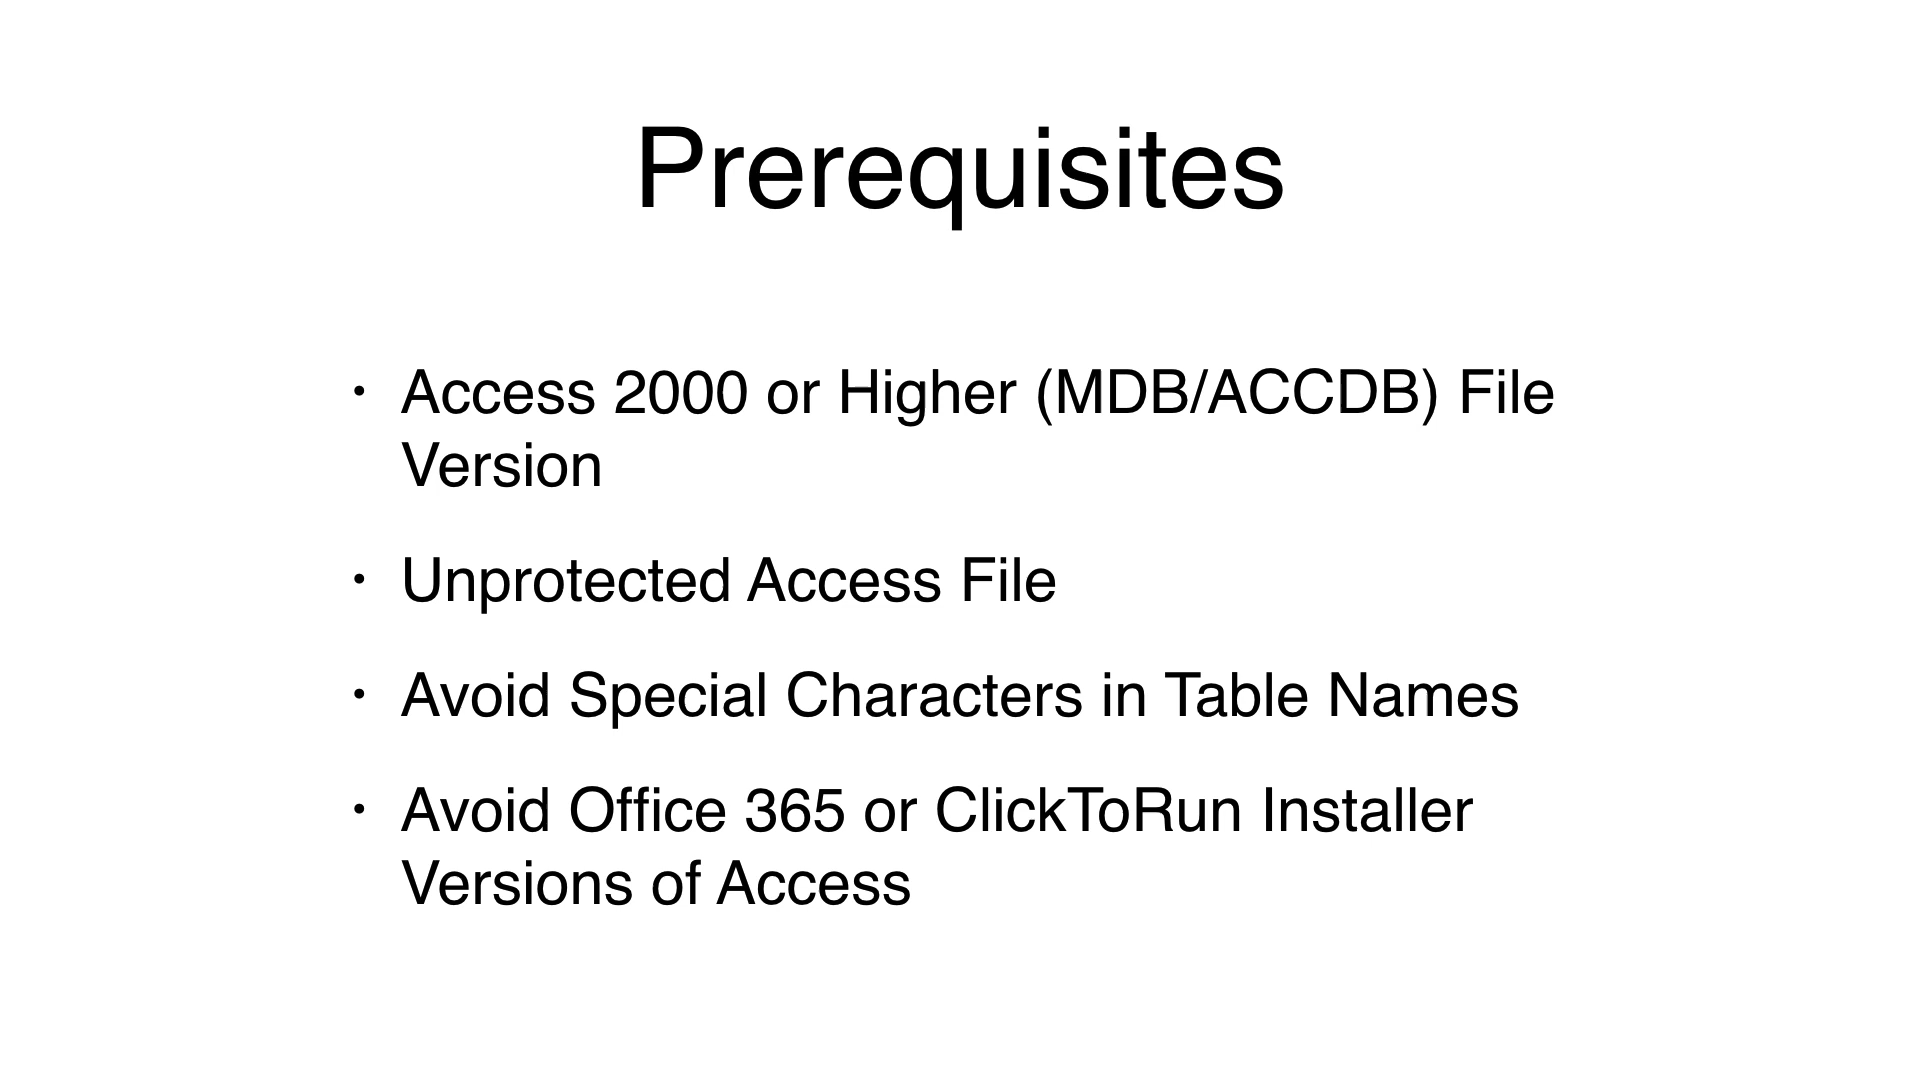 Prerequisites
• Access 2000 or Higher (MDB/ACCDB) File
Version
• Unprotected Access File
• Avoid Special Characters in Table Names
• Avoid Office 365 or ClickToRun Installer
Versions of Access